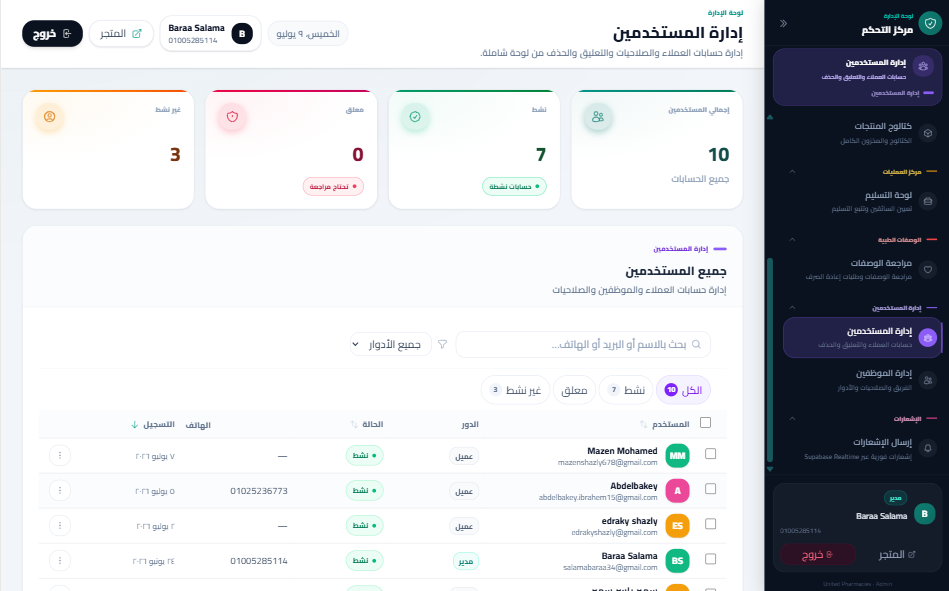 لوحة الإدارة
مركز التحكم
إدارة المستخدمين
حسابات العملاء والتعليق والحذف
إدارة المستخدمين
كتالوج المنتجات
الكتالوج والمخزون الكامل
مركز العمليات
لوحة التسليم
تعيين السائقين وتتبع التسليم
الوصفات الطبية
مراجعة الوصفات
مراجعة الوصفات وطلبات إعادة الصرف
إدارة المستخدمين
إدارة المستخدمين
حسابات العملاء والتعليق والحذف
إدارة الموظفين
الفريق والصلاحيات والأدوار
الإشعارات
إرسال الإشعارات
إشعارات فورية عبر Supabase Realtime
مدير
Baraa Salama
B
01005285114
المتجر
خروج
United Pharmacies · Admin
لوحة الإدارة
إدارة المستخدمين
إدارة حسابات العملاء والصلاحيات والتعليق والحذف من لوحة شاملة.
الخميس، ٩ يوليو
B
Baraa Salama
01005285114
المتجر
خروج
إجمالي المستخدمين
10
جميع الحسابات
نشط
7
حسابات نشطة
معلق
0
تحتاج مراجعة
غير نشط
3
إدارة المستخدمين
جميع المستخدمين
إدارة حسابات العملاء والموظفين والصلاحيات
بحث بالاسم أو البريد أو الهاتف...
جميع الأدوار
الكل 10
نشط 7
معلق
غير نشط 3
المستخدم الدور الحالة الهاتف التسجيل
MM Mazen Mohamed عميل نشط — ٧ يوليو ٢٠٢٦
mazenshazly678@gmail.com
A Abdelbakey عميل نشط 01025236773 ٥ يوليو ٢٠٢٦
abdelbakey.ibrahem15@gmail.com
ES edraky shazly عميل نشط — ٢ يوليو ٢٠٢٦
edrakyshazly@gmail.com
BS Baraa Salama مدير نشط 01005285114 ٢٤ يونيو ٢٠٢٦
salamabaraa34@gmail.com